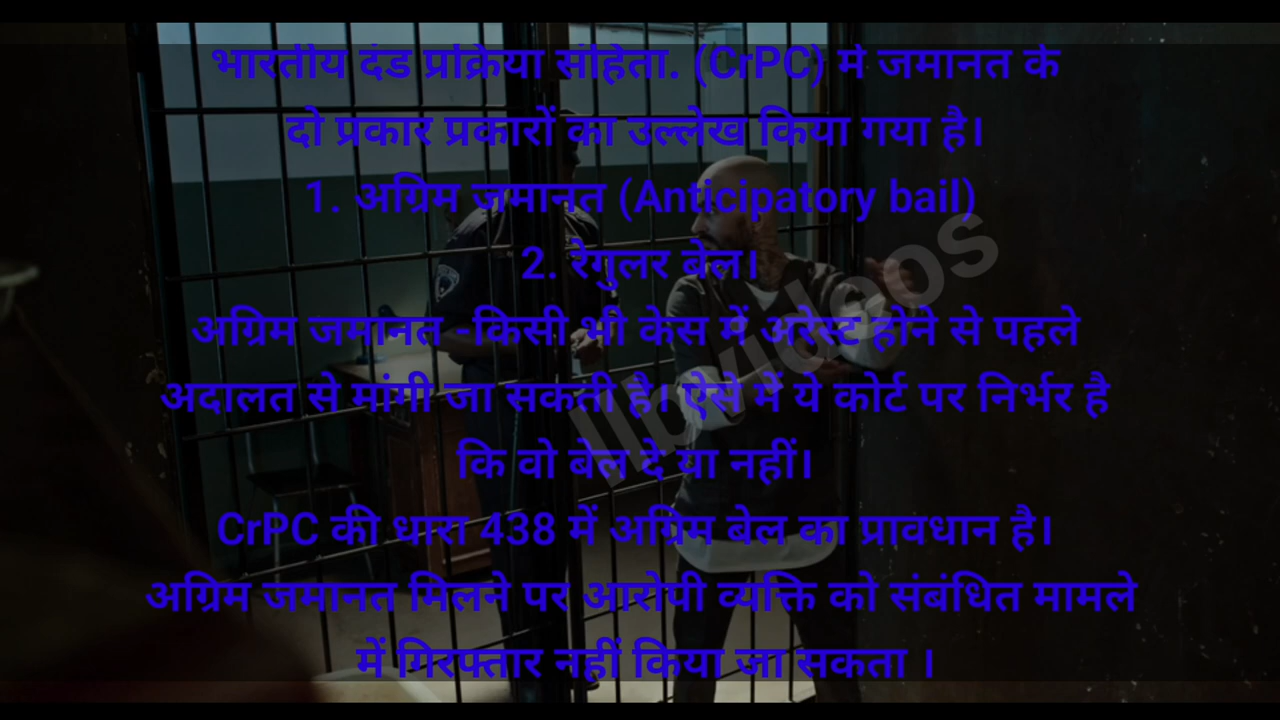 भारतीय दंड प्रक्रिया संहिता. (CrPC) में जमानत के
दो प्रकार प्रकारों का उल्लेख किया गया है।
1. अग्रिम जमानत (Anticipatory bail)
2. रेगुलर बेल।
अग्रिम जमानत -किसी भी केस में अरेस्ट होने से पहले
अदालत से मांगी जा सकती है। ऐसे में ये कोर्ट पर निर्भर है
कि वो बेल दे या नहीं।
CrPC की धारा 438 में अग्रिम बेल का प्रावधान है।
अग्रिम जमानत मिलने पर आरोपी व्यक्ति को संबंधित मामले
में गिरफ्तार नहीं किया जा सकता ।
llbvideos